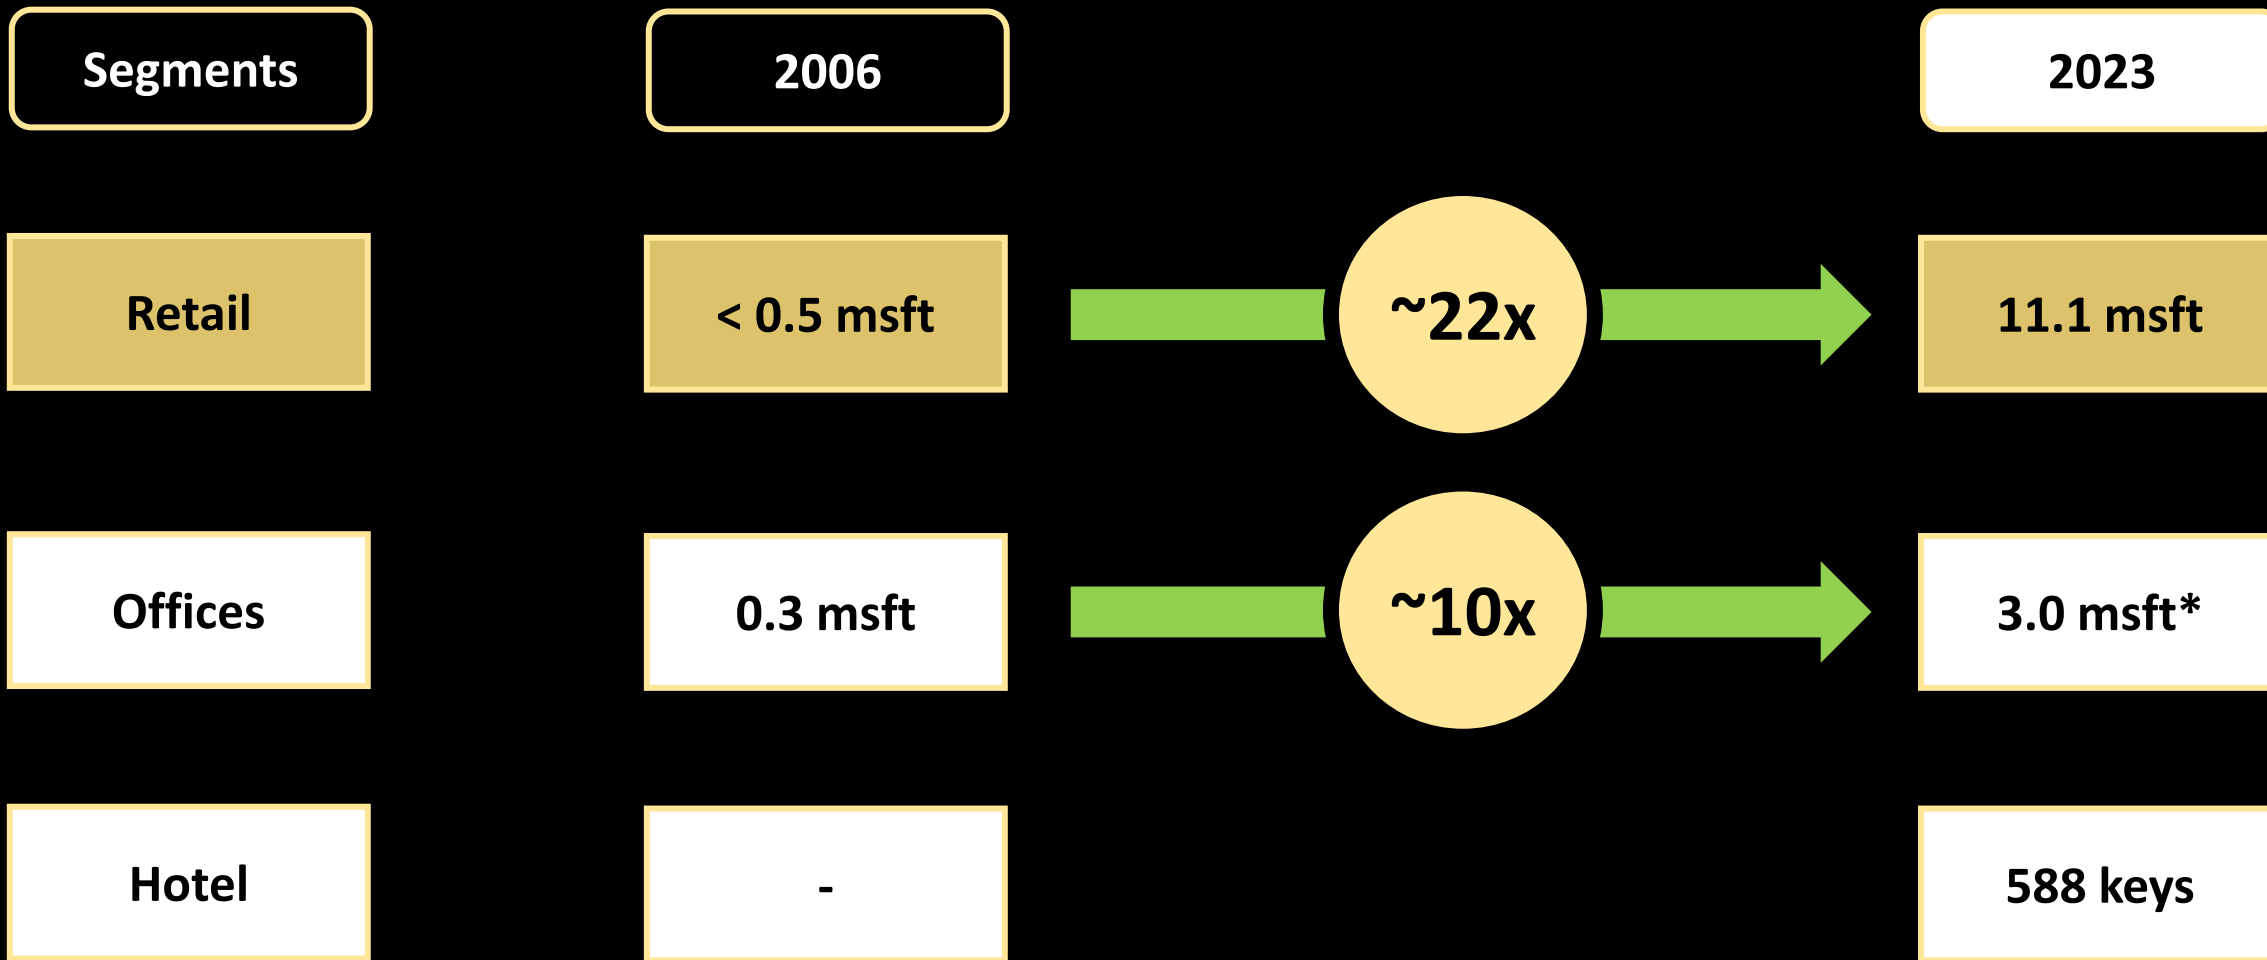 Segments
2006
2023
Retail
< 0.5 msft
~22x
11.1 msft
Offices
0.3 msft
~10x
3.0 msft*
Hotel
-
588 keys